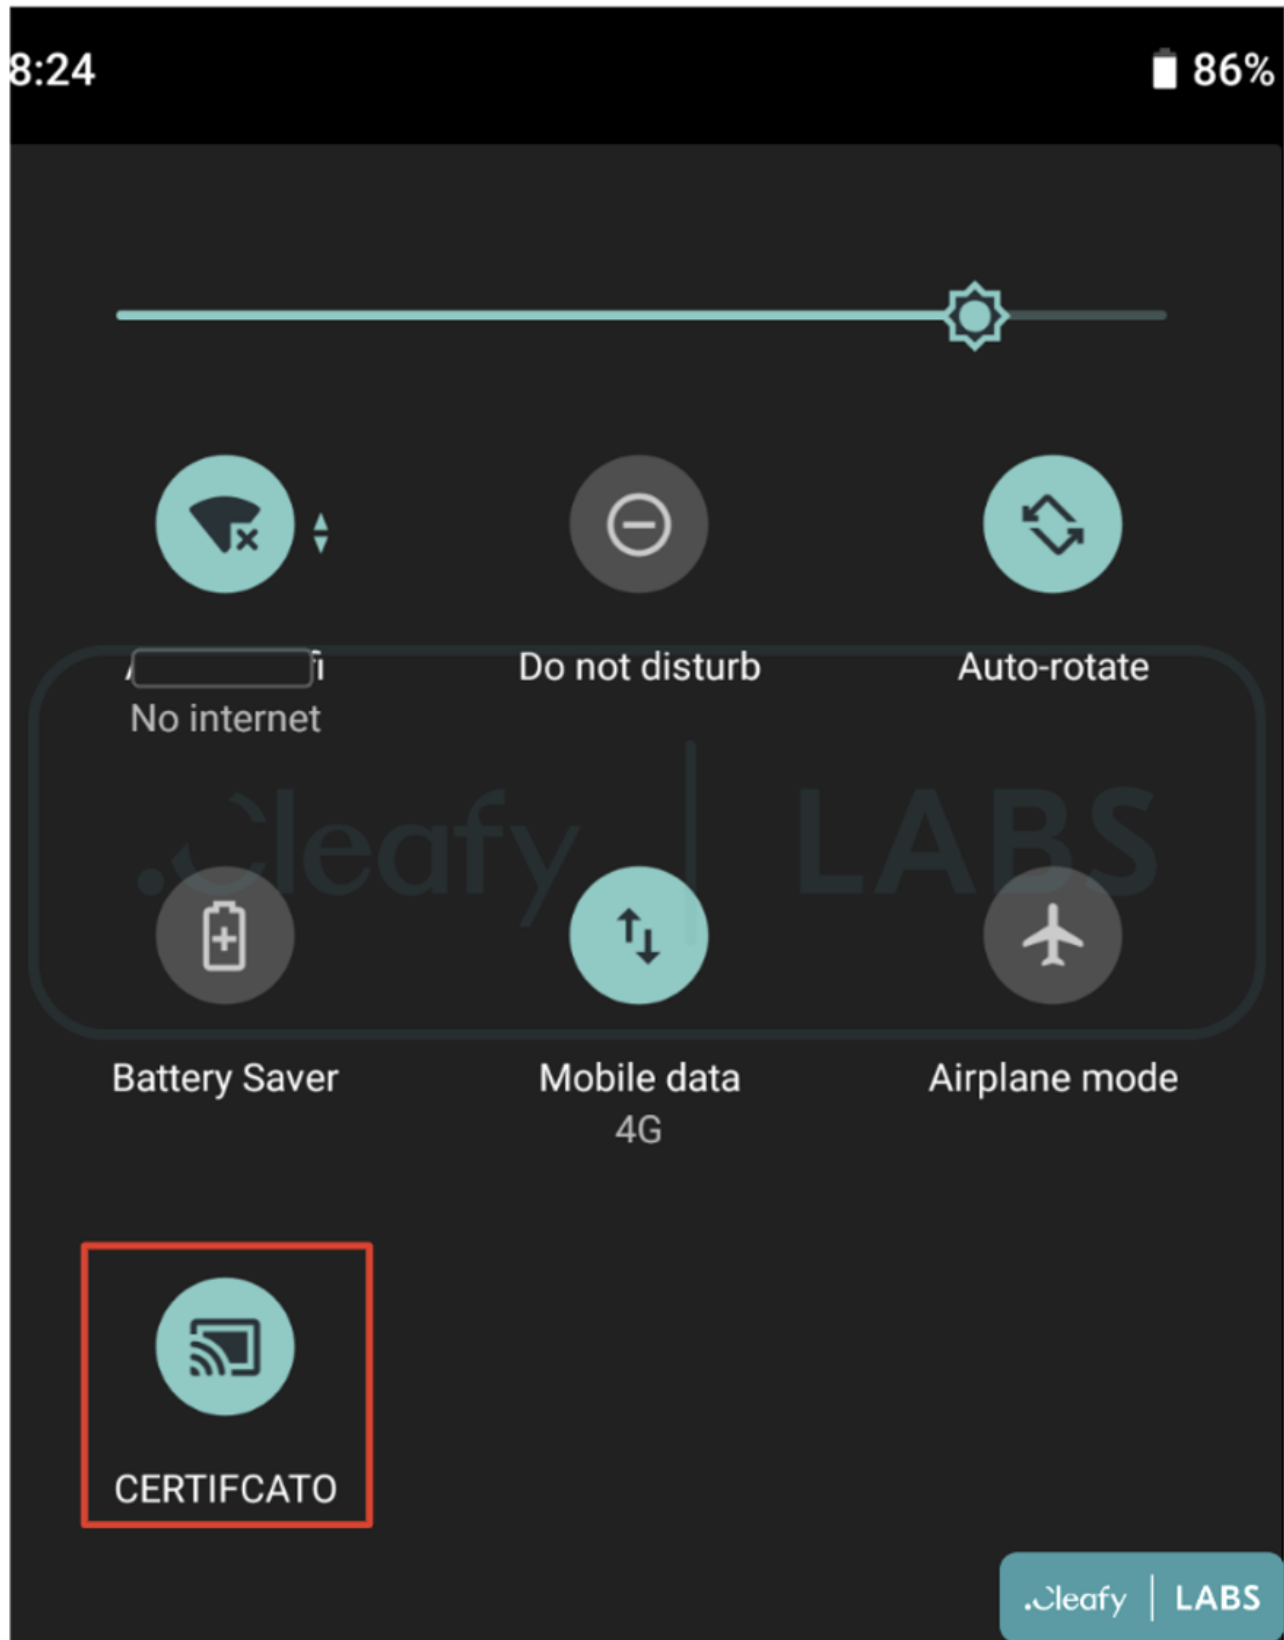 8:24
86%
Do not disturb
Auto-rotate
No internet
.Cleafy | LABS
Battery Saver
Mobile data
Airplane mode
4G
CERTIFCATO
.Cleafy | LABS